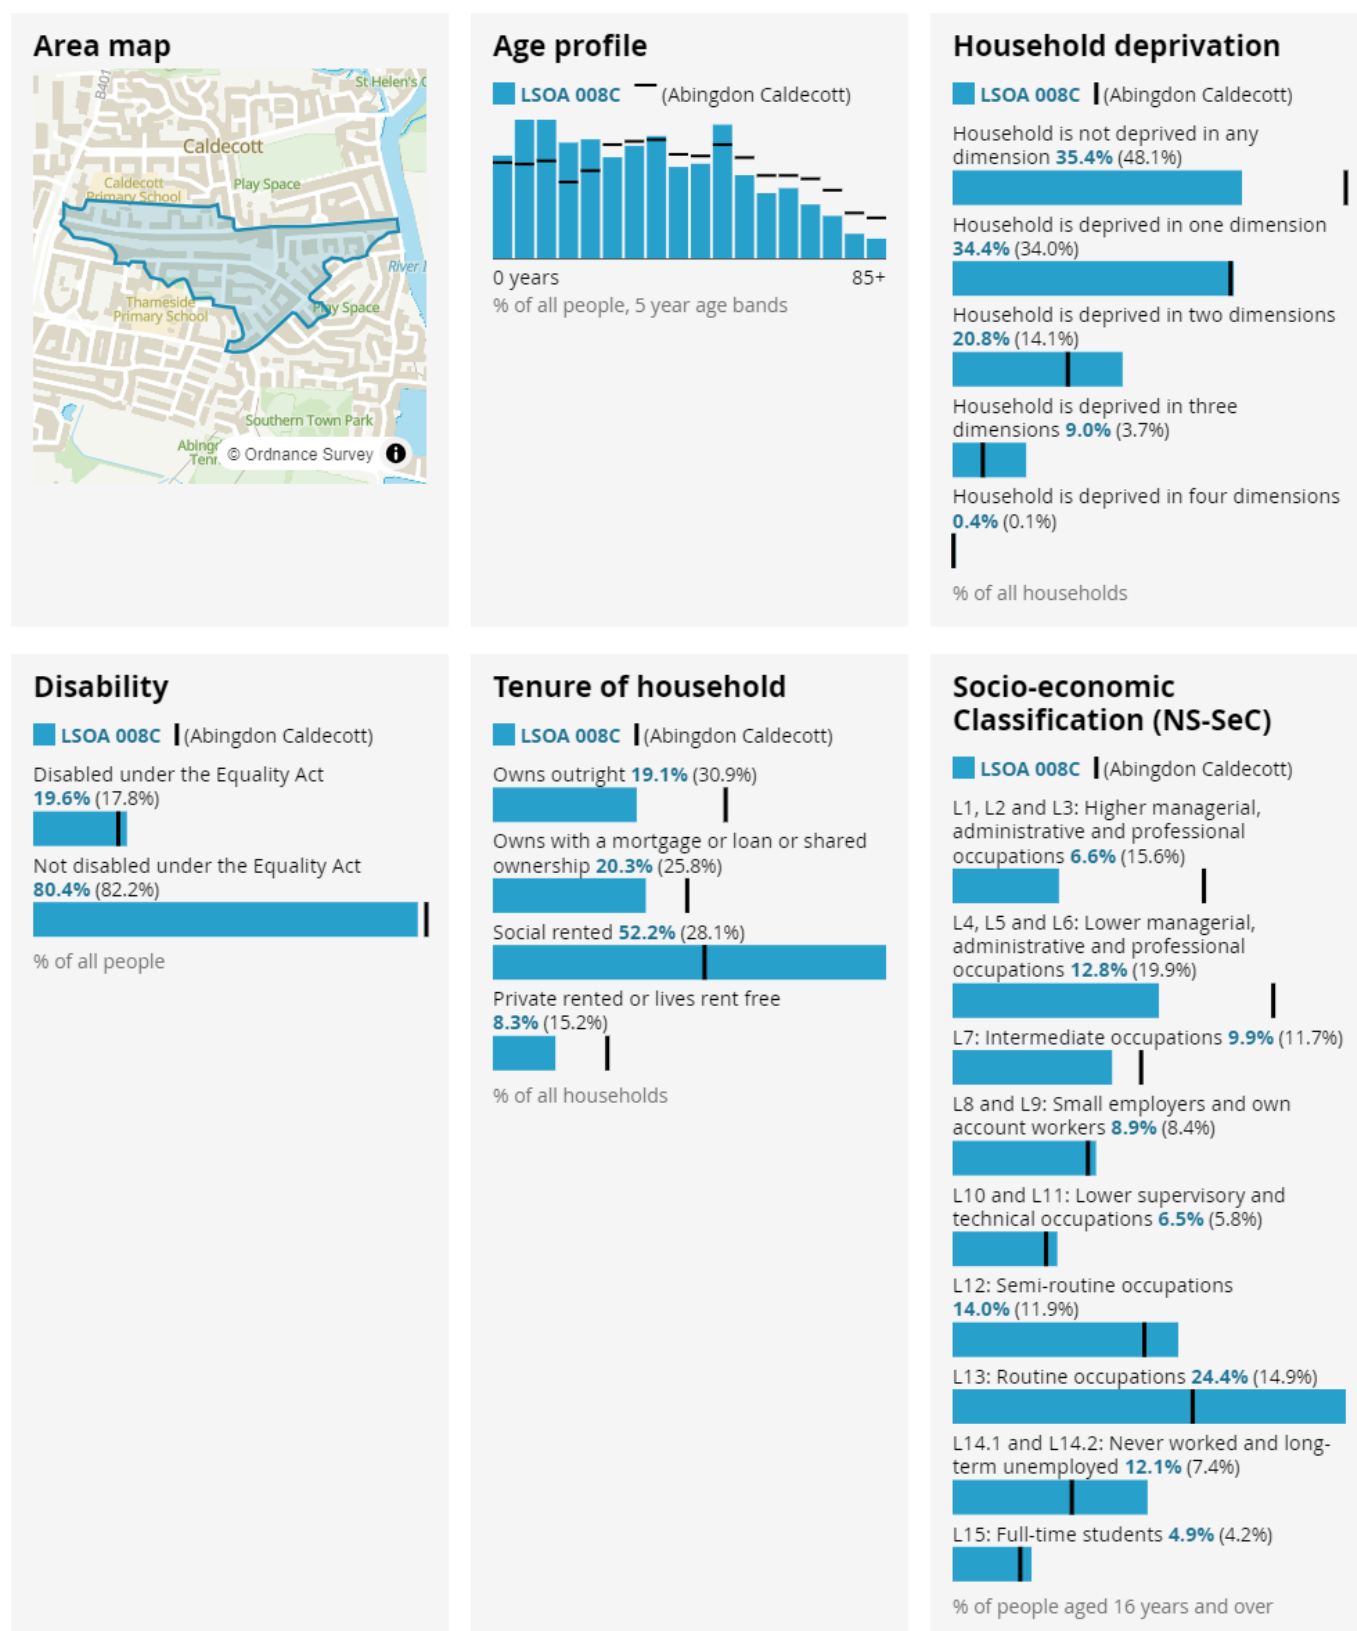 Area map
B401
St Helen's C
Caldecott
Caldecott
Primary School
Play Space
River
Thameside
Primary School
Play Space
Southern Town Park
Abingd
Tenn
© Ordnance Survey
Age profile
LSOA 008C (Abingdon Caldecott)
0 years 85+
% of all people, 5 year age bands
Household deprivation
LSOA 008C (Abingdon Caldecott)
Household is not deprived in any
dimension 35.4% (48.1%)
Household is deprived in one dimension
34.4% (34.0%)
Household is deprived in two dimensions
20.8% (14.1%)
Household is deprived in three
dimensions 9.0% (3.7%)
Household is deprived in four dimensions
0.4% (0.1%)
% of all households
Disability
LSOA 008C (Abingdon Caldecott)
Disabled under the Equality Act
19.6% (17.8%)
Not disabled under the Equality Act
80.4% (82.2%)
% of all people
Tenure of household
LSOA 008C (Abingdon Caldecott)
Owns outright 19.1% (30.9%)
Owns with a mortgage or loan or shared
ownership 20.3% (25.8%)
Social rented 52.2% (28.1%)
Private rented or lives rent free
8.3% (15.2%)
% of all households
Socio-economic
Classification (NS-SeC)
LSOA 008C (Abingdon Caldecott)
L1, L2 and L3: Higher managerial,
administrative and professional
occupations 6.6% (15.6%)
L4, L5 and L6: Lower managerial,
administrative and professional
occupations 12.8% (19.9%)
L7: Intermediate occupations 9.9% (11.7%)
L8 and L9: Small employers and own
account workers 8.9% (8.4%)
L10 and L11: Lower supervisory and
technical occupations 6.5% (5.8%)
L12: Semi-routine occupations
14.0% (11.9%)
L13: Routine occupations 24.4% (14.9%)
L14.1 and L14.2: Never worked and long-
term unemployed 12.1% (7.4%)
L15: Full-time students 4.9% (4.2%)
% of people aged 16 years and over